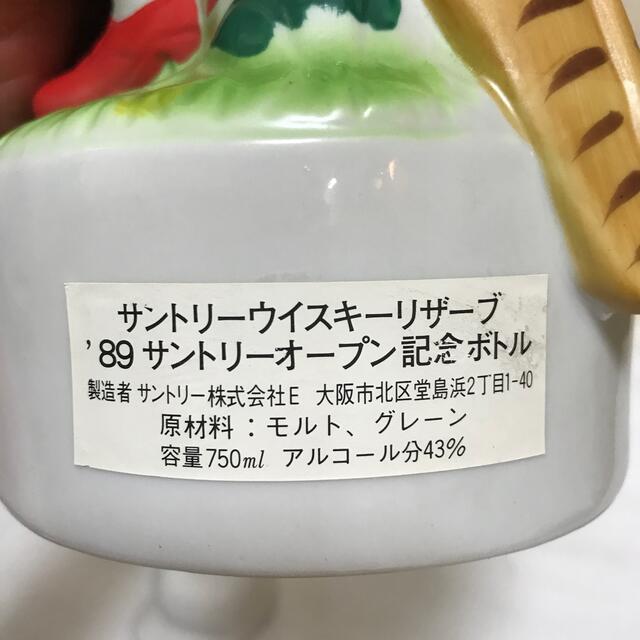 サントリーウイスキーリザーブ
’89 サントリーオープン記念ボトル
製造者 サントリー株式会社E 大阪市北区堂島浜2丁目1-40
原材料：モルト、グレーン
容量750ml アルコール分43%